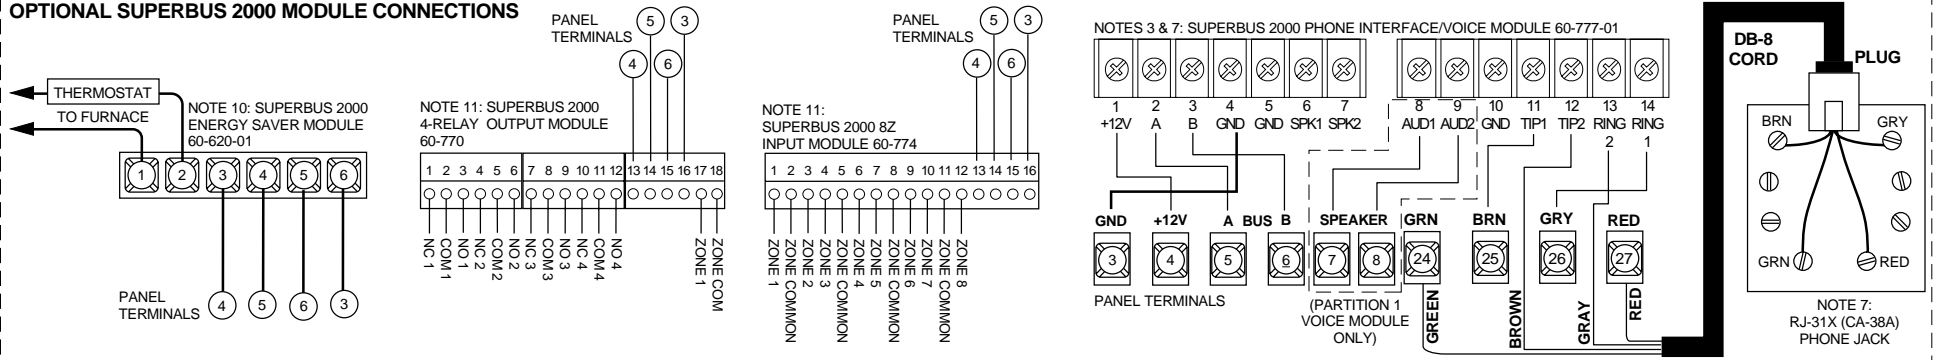 OPTIONAL SUPERBUS 2000 MODULE CONNECTIONS
THERMOSTAT
TO FURNACE
NOTE 10: SUPERBUS 2000
ENERGY SAVER MODULE
60-620-01
1 2 3 4 5 6
PANEL
TERMINALS
4 5 6 3
PANEL
TERMINALS
5 3
4 6
NOTE 11: SUPERBUS 2000
4-RELAY OUTPUT MODULE
60-770
1 2 3 4 5 6 7 8 9 10 11 12 13 14 15 16 17 18
NC 1
COM 1
NO 1
NC 2
COM 2
NO 2
NC 3
COM 3
NO 3
NC 4
COM 4
NO 4
ZONE 1
ZONE COM
PANEL
TERMINALS
5 3
4 6
NOTE 11:
SUPERBUS 2000 8Z
INPUT MODULE 60-774
1 2 3 4 5 6 7 8 9 10 11 12 13 14 15 16
ZONE 1
ZONE COMMON
ZONE 2
ZONE 3
ZONE COMMON
ZONE 4
ZONE 5
ZONE COMMON
ZONE 6
ZONE 7
ZONE COMMON
ZONE 8
NOTES 3 & 7: SUPERBUS 2000 PHONE INTERFACE/VOICE MODULE 60-777-01
1 2 3 4 5 6 7 8 9 10 11 12 13 14
+12V A B GND GND SPK1 SPK2 AUD1 AUD2 GND TIP1 TIP2 RING RING
2 1
GND +12V A BUS B SPEAKER GRN BRN GRY RED
3 4 5 6 7 8 24 25 26 27
PANEL TERMINALS
(PARTITION 1
VOICE MODULE
ONLY)
GREEN
BROWN
GRAY
RED
DB-8
CORD
PLUG
BRN
GRY
GRN
RED
NOTE 7:
RJ-31X (CA-38A)
PHONE JACK